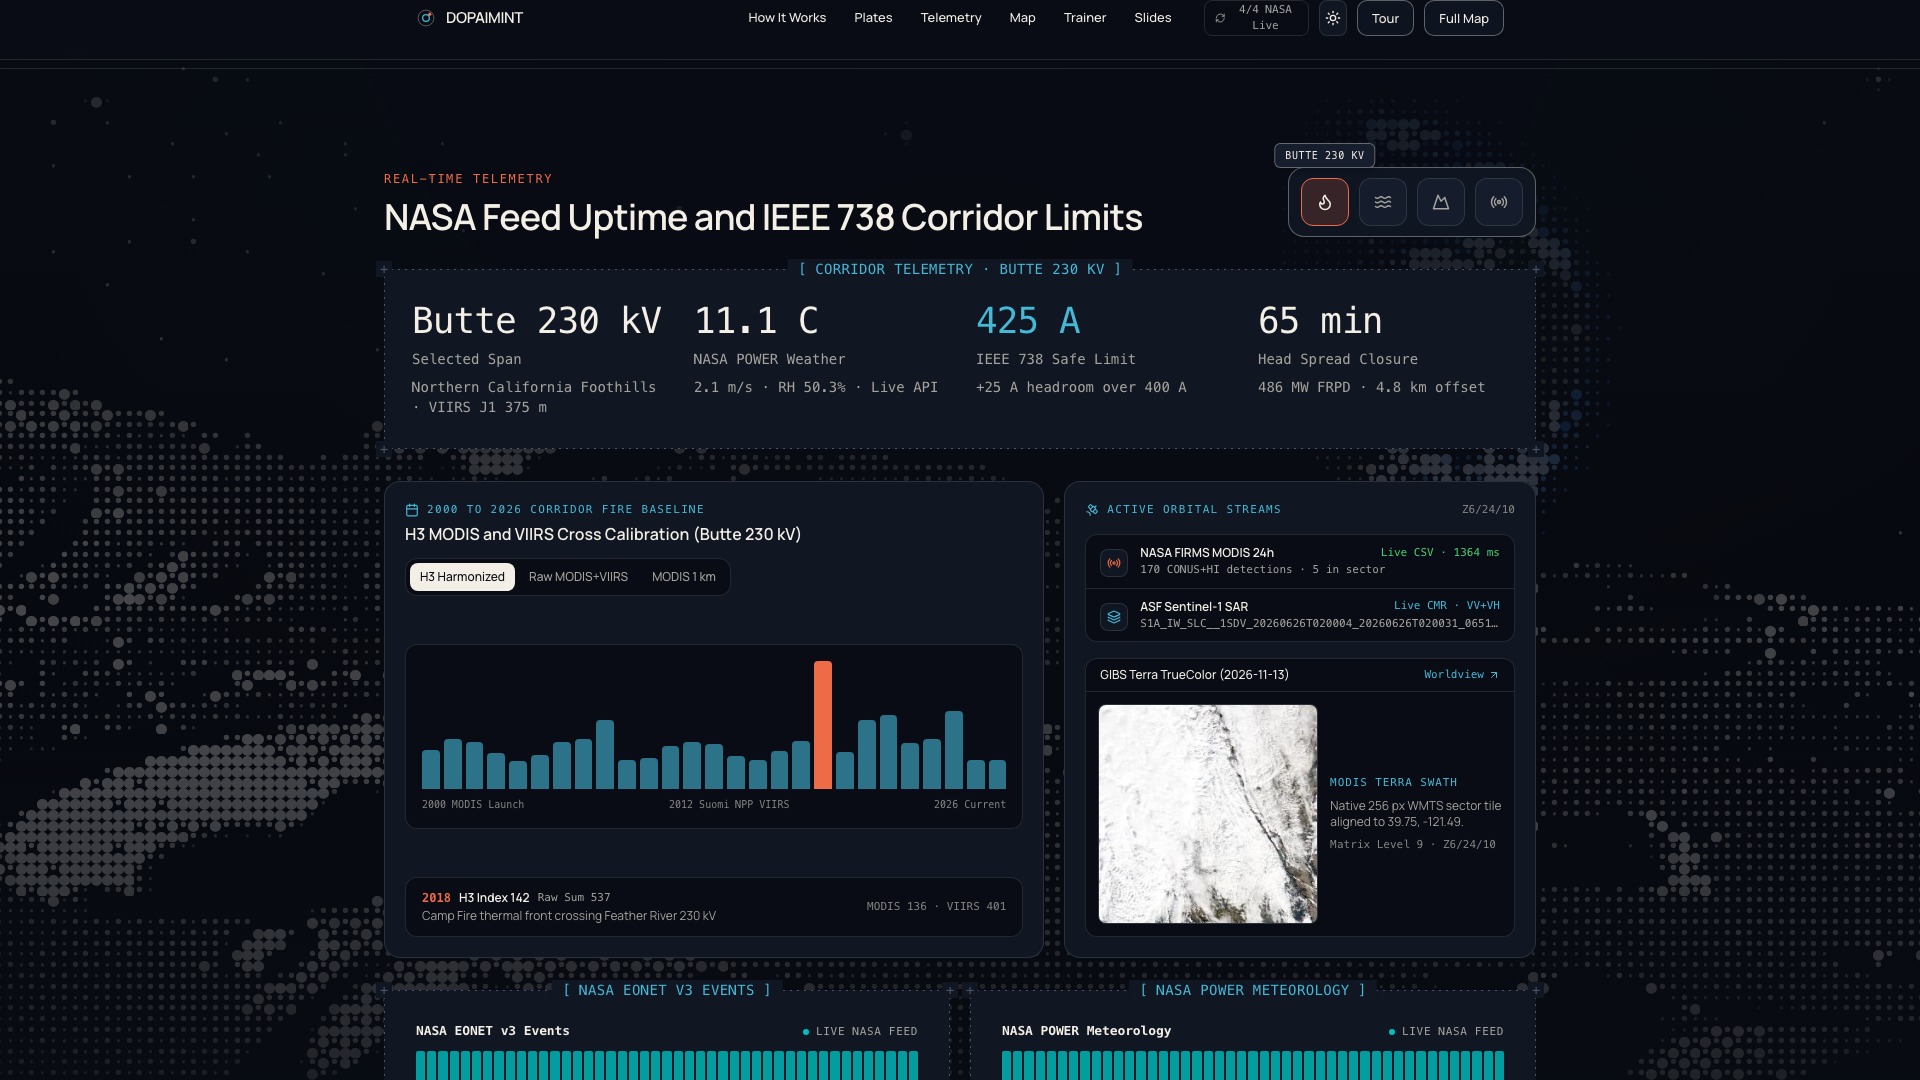 DOPAIMINT
How It Works
Plates
Telemetry
Map
Trainer
Slides
4/4 NASA
Live
Tour
Full Map
REAL-TIME TELEMETRY
NASA Feed Uptime and IEEE 738 Corridor Limits
BUTTE 230 KV
[ CORRIDOR TELEMETRY · BUTTE 230 KV ]
Butte 230 kV
Selected Span
Northern California Foothills
· VIIRS J1 375 m
11.1 C
NASA POWER Weather
2.1 m/s · RH 50.3% · Live API
425 A
IEEE 738 Safe Limit
+25 A headroom over 400 A
65 min
Head Spread Closure
486 MW FRPD · 4.8 km offset
2000 TO 2026 CORRIDOR FIRE BASELINE
H3 MODIS and VIIRS Cross Calibration (Butte 230 kV)
H3 Harmonized
Raw MODIS+VIIRS
MODIS 1 km
2000 MODIS Launch
2012 Suomi NPP VIIRS
2026 Current
2018 H3 Index 142 Raw Sum 537
Camp Fire thermal front crossing Feather River 230 kV
MODIS 136 · VIIRS 401
ACTIVE ORBITAL STREAMS
Z6/24/10
NASA FIRMS MODIS 24h
Live CSV · 1364 ms
170 CONUS+HI detections · 5 in sector
ASF Sentinel-1 SAR
Live CMR · VV+VH
S1A_IW_SLC__1SDV_20260626T020004_20260626T020031_0651…
GIBS Terra TrueColor (2026-11-13)
Worldview
MODIS TERRA SWATH
Native 256 px WMTS sector tile
aligned to 39.75, -121.49.
Matrix Level 9 · Z6/24/10
[ NASA EONET V3 EVENTS ]
NASA EONET v3 Events
LIVE NASA FEED
[ NASA POWER METEOROLOGY ]
NASA POWER Meteorology
LIVE NASA FEED